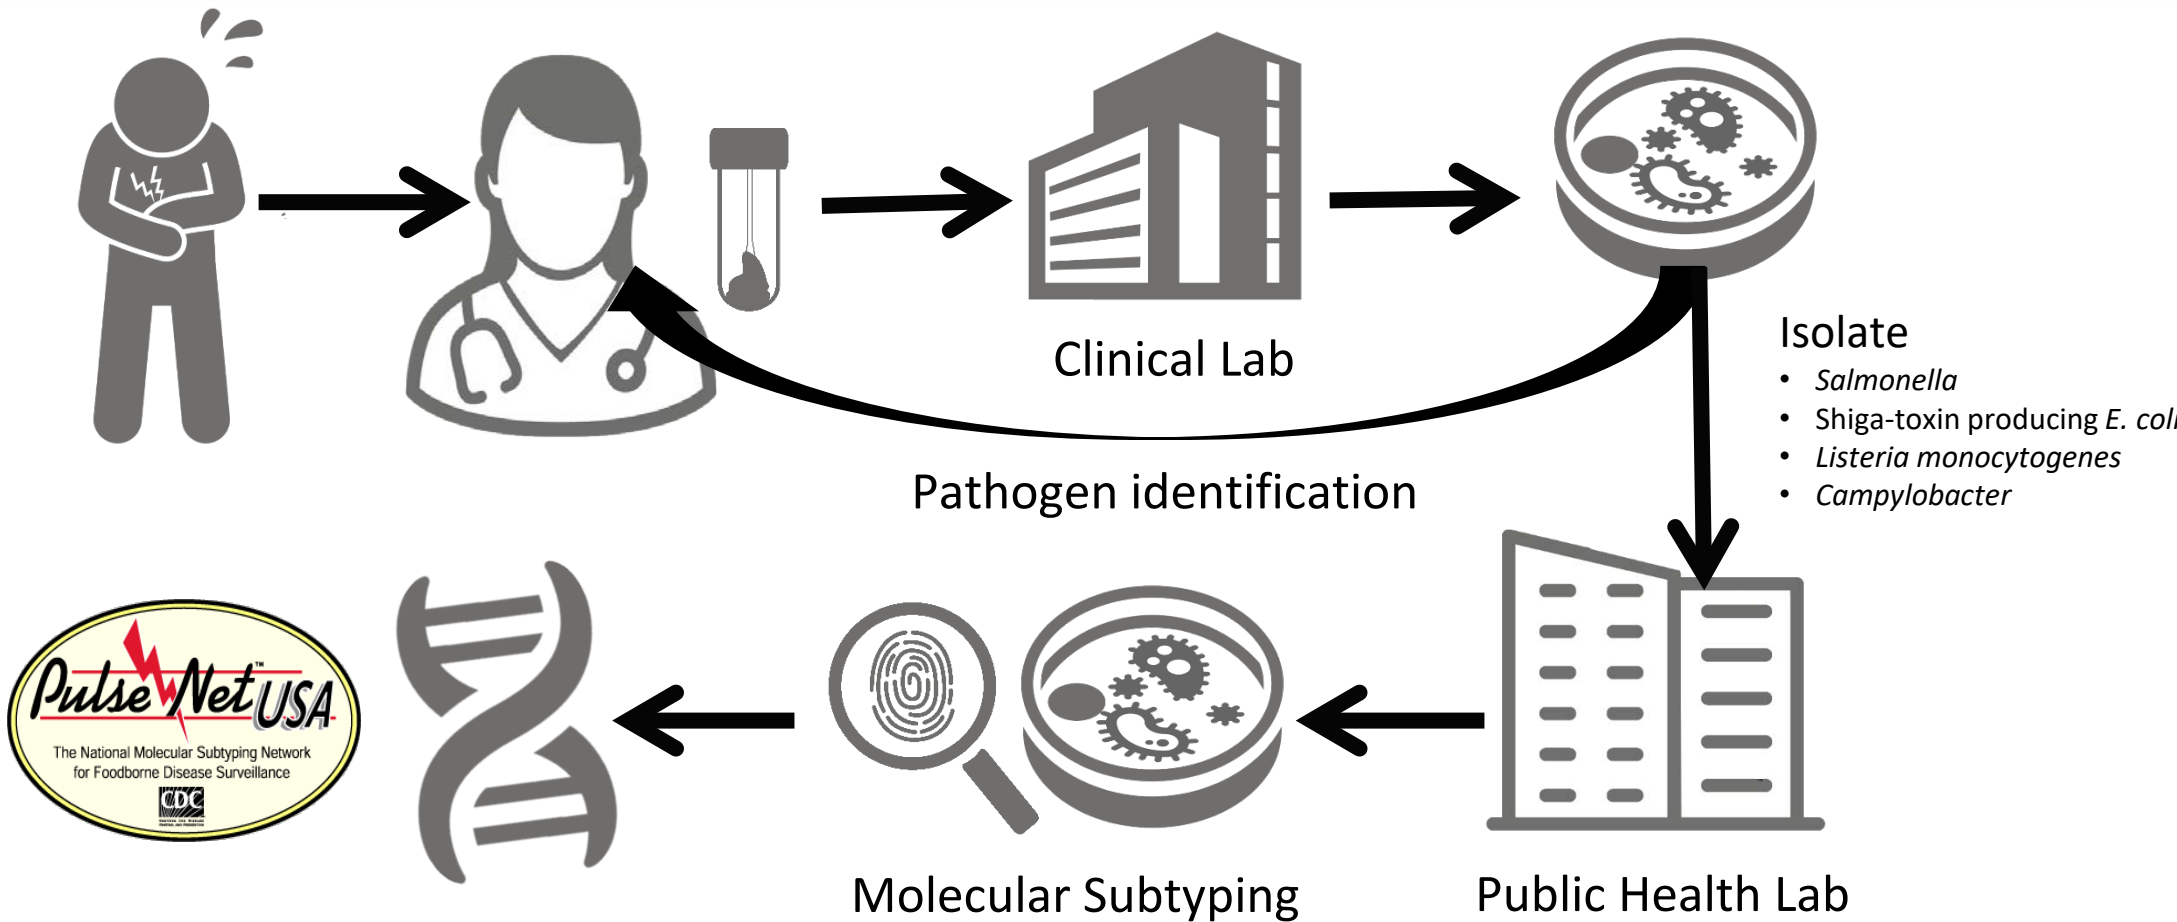 Clinical Lab
Isolate
• Salmonella
• Shiga-toxin producing E. coli
• Listeria monocytogenes
• Campylobacter
Pathogen identification
PulseNet™ USA
The National Molecular Subtyping Network
for Foodborne Disease Surveillance
CDC
Molecular Subtyping
Public Health Lab